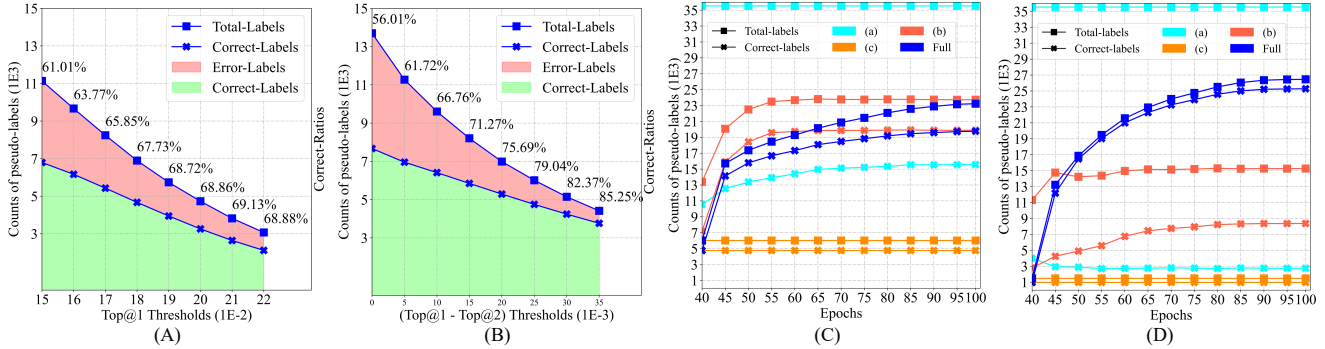 Counts of pseudo-labels (1E3)
15
13
11
9
7
5
3
61.01%
63.77%
65.85%
67.73%
68.72%
68.86%
69.13%
68.88%
Total-Labels
Correct-Labels
Error-Labels
Correct-Labels
15 16 17 18 19 20 21 22
Top@1 Thresholds (1E-2)
(A)
Correct-Ratios
Counts of pseudo-labels (1E3)
15
13
11
9
7
5
3
56.01%
61.72%
66.76%
71.27%
75.69%
79.04%
82.37%
85.25%
Total-Labels
Correct-Labels
Error-Labels
Correct-Labels
0 5 10 15 20 25 30 35
(Top@1 - Top@2) Thresholds (1E-3)
(B)
Correct-Ratios
Counts of pseudo-labels (1E3)
35
33
31
29
27
25
23
21
19
17
15
13
11
9
7
5
3
1
Total-labels (a) (b)
Correct-labels (c) Full
40 45 50 75 60 65 70 75 80 85 90 95 100
Epochs
(C)
Counts of pseudo-labels (1E3)
35
33
31
29
27
25
23
21
19
17
15
13
11
9
7
5
3
1
Total-labels (a) (b)
Correct-labels (c) Full
40 45 50 55 60 65 70 75 80 85 90 95 100
Epochs
(D)